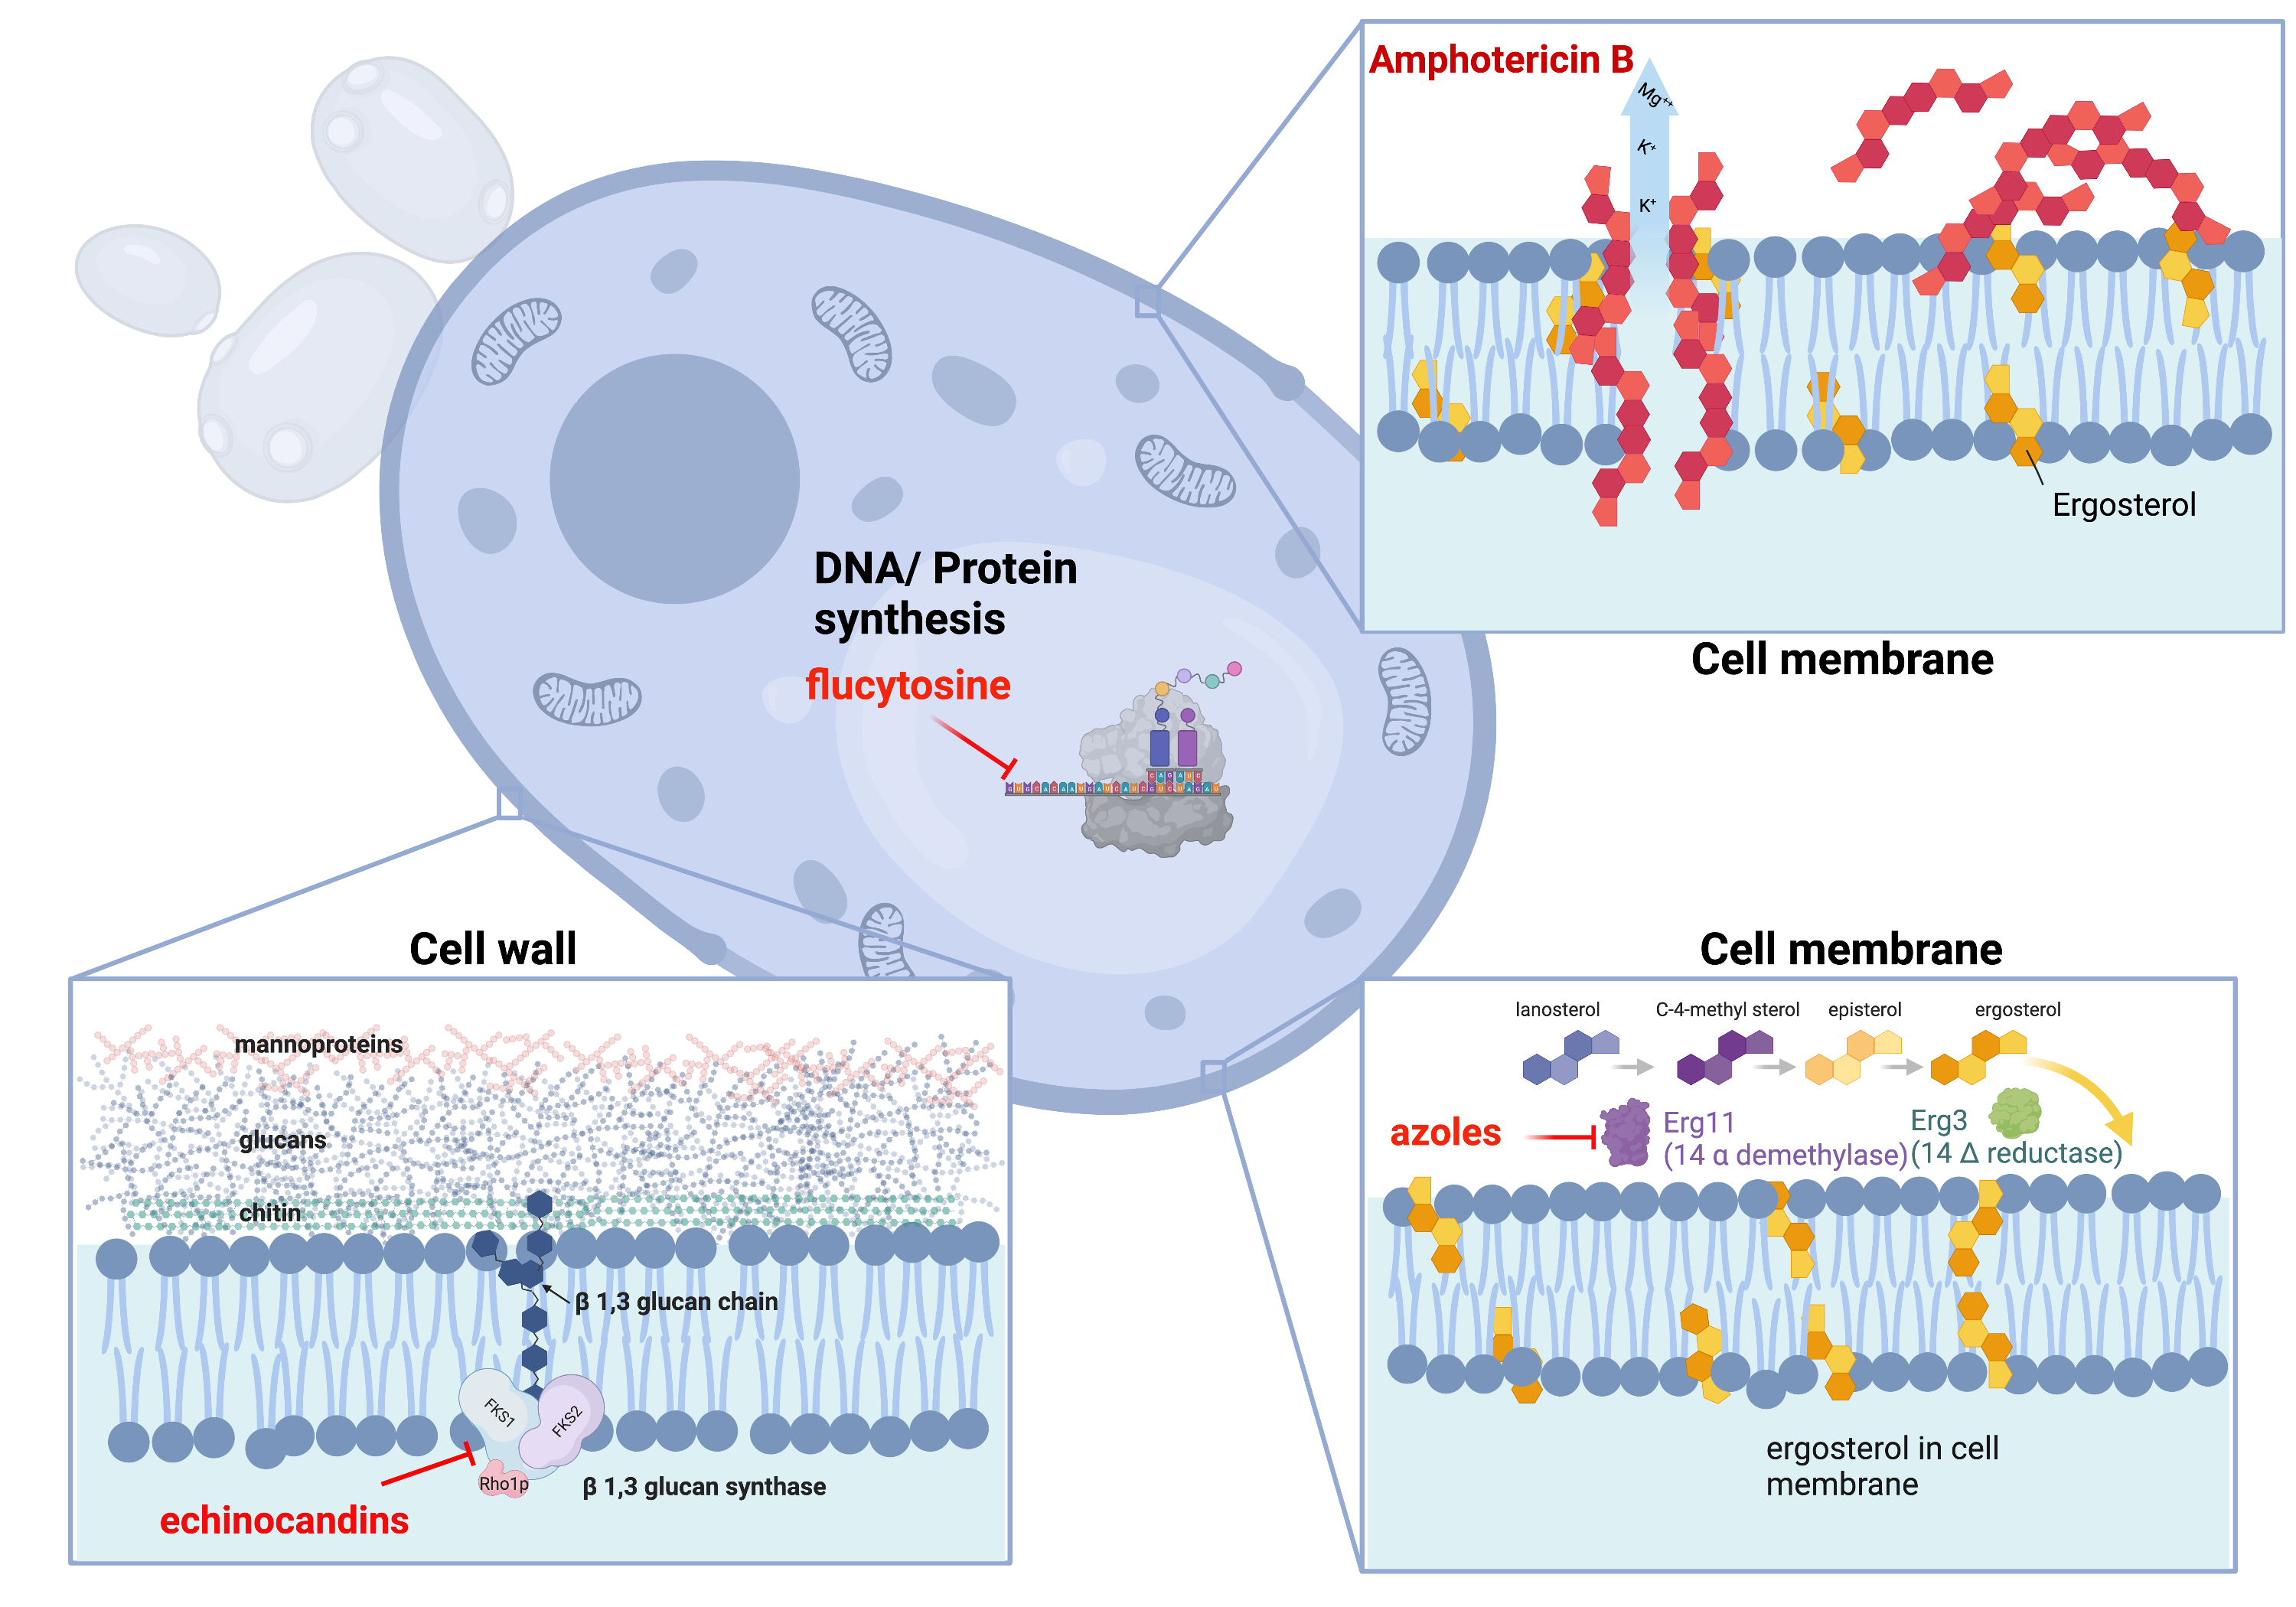 Amphotericin B
Mg⁺⁺
K⁺
K⁺
Ergosterol
Cell membrane
DNA/ Protein
synthesis
flucytosine
Cell wall
mannoproteins
glucans
chitin
β 1,3 glucan chain
FKS1
FKS2
Rho1p
β 1,3 glucan synthase
echinocandins
Cell membrane
lanosterol
C-4-methyl sterol
episterol
ergosterol
azoles
Erg11
(14 α demethylase)
Erg3
(14 Δ reductase)
ergosterol in cell
membrane